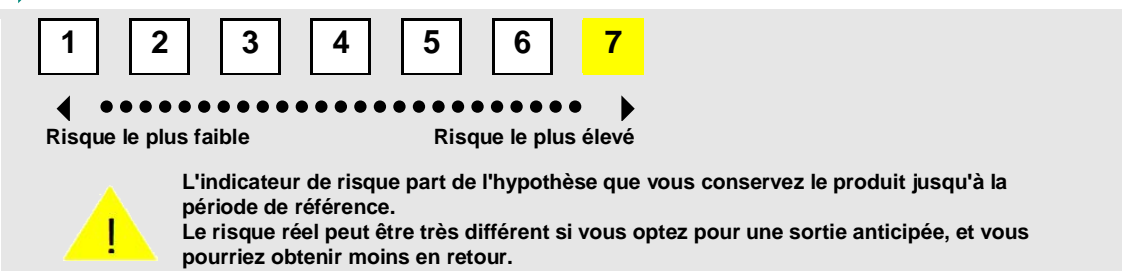 1 2 3 4 5 6 7
Risque le plus faible Risque le plus élevé
L'indicateur de risque part de l'hypothèse que vous conservez le produit jusqu'à la
période de référence.
! Le risque réel peut être très différent si vous optez pour une sortie anticipée, et vous
pourriez obtenir moins en retour.